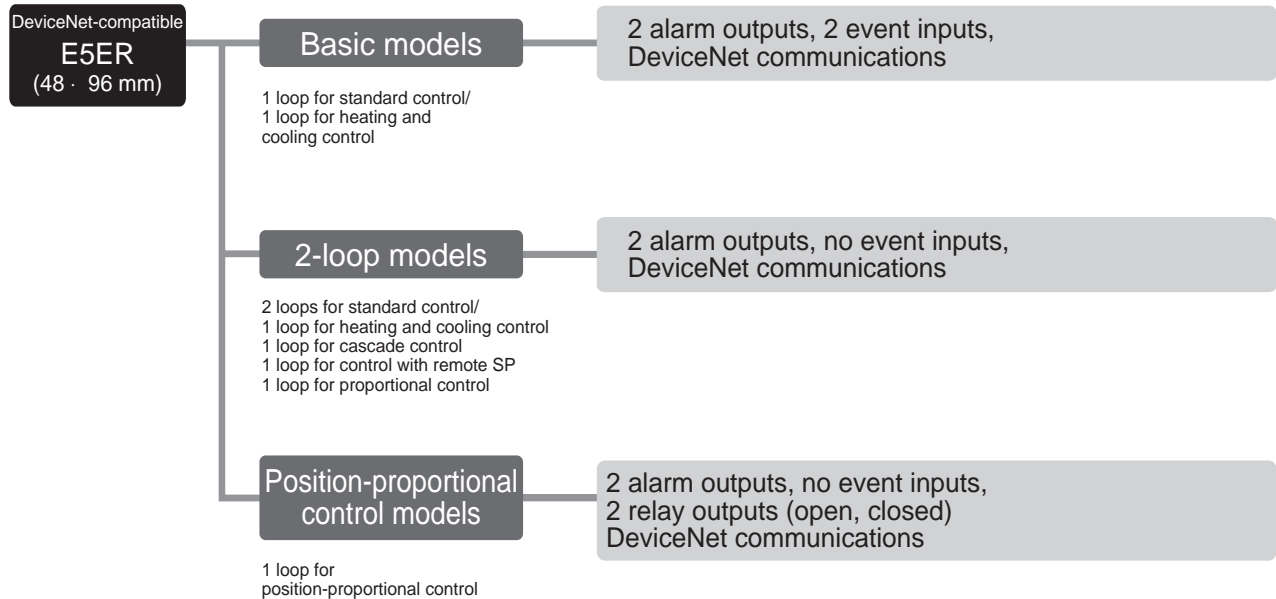 DeviceNet-compatible
E5ER
(48 · 96 mm)
Basic models
2 alarm outputs, 2 event inputs,
DeviceNet communications
1 loop for standard control/
1 loop for heating and
cooling control
2-loop models
2 alarm outputs, no event inputs,
DeviceNet communications
2 loops for standard control/
1 loop for heating and cooling control
1 loop for cascade control
1 loop for control with remote SP
1 loop for proportional control
Position-proportional
control models
2 alarm outputs, no event inputs,
2 relay outputs (open, closed)
DeviceNet communications
1 loop for
position-proportional control